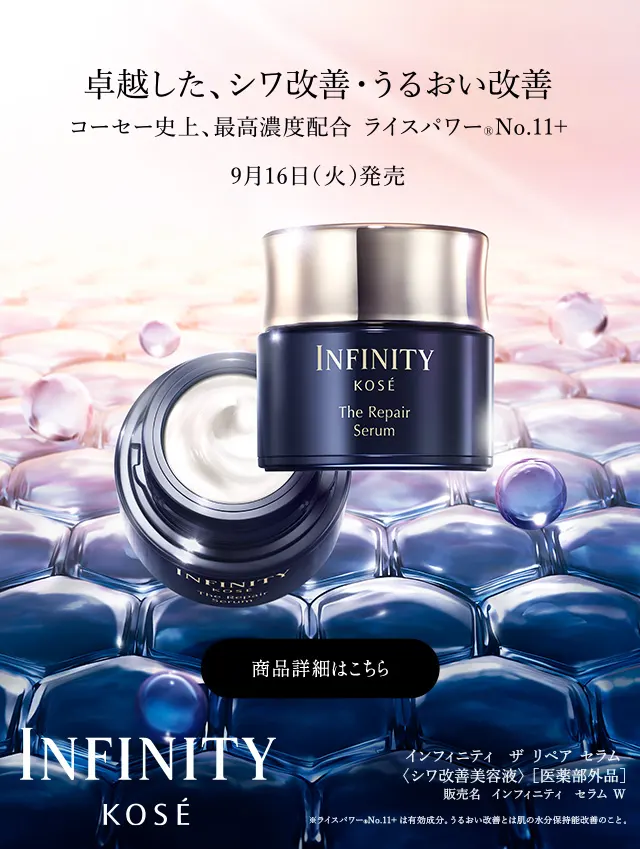 卓越した、シワ改善・うるおい改善
コーセー史上、最高濃度配合 ライスパワー®No.11+
9月16日(火)発売
INFINITY
KOSÉ
The Repair
Serum
INFINITY
KOSÉ
The Repair
Serum
商品詳細はこちら
INFINITY
KOSÉ
インフィニティ ザ リペア セラム
〈シワ改善美容液〉[医薬部外品]
販売名 インフィニティ セラム W
※ライスパワー®No.11+ は有効成分。うるおい改善とは肌の水分保持能改善のこと。